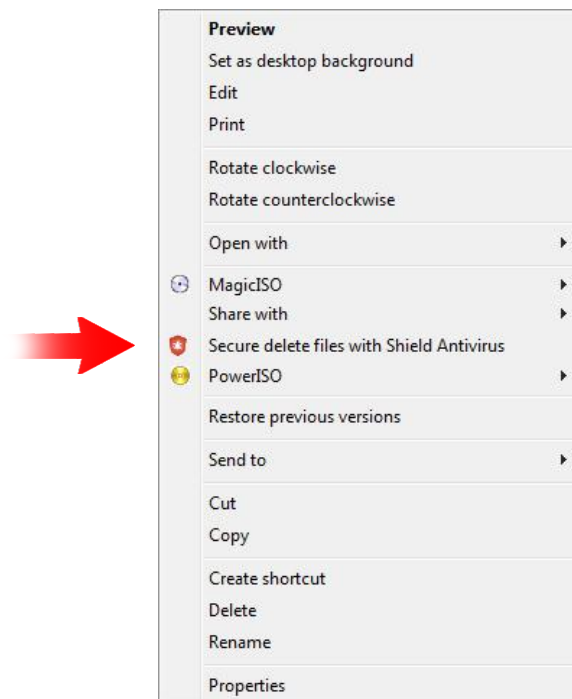 Preview
Set as desktop background
Edit
Print
Rotate clockwise
Rotate counterclockwise
Open with
MagicISO
Share with
Secure delete files with Shield Antivirus
PowerISO
Restore previous versions
Send to
Cut
Copy
Create shortcut
Delete
Rename
Properties